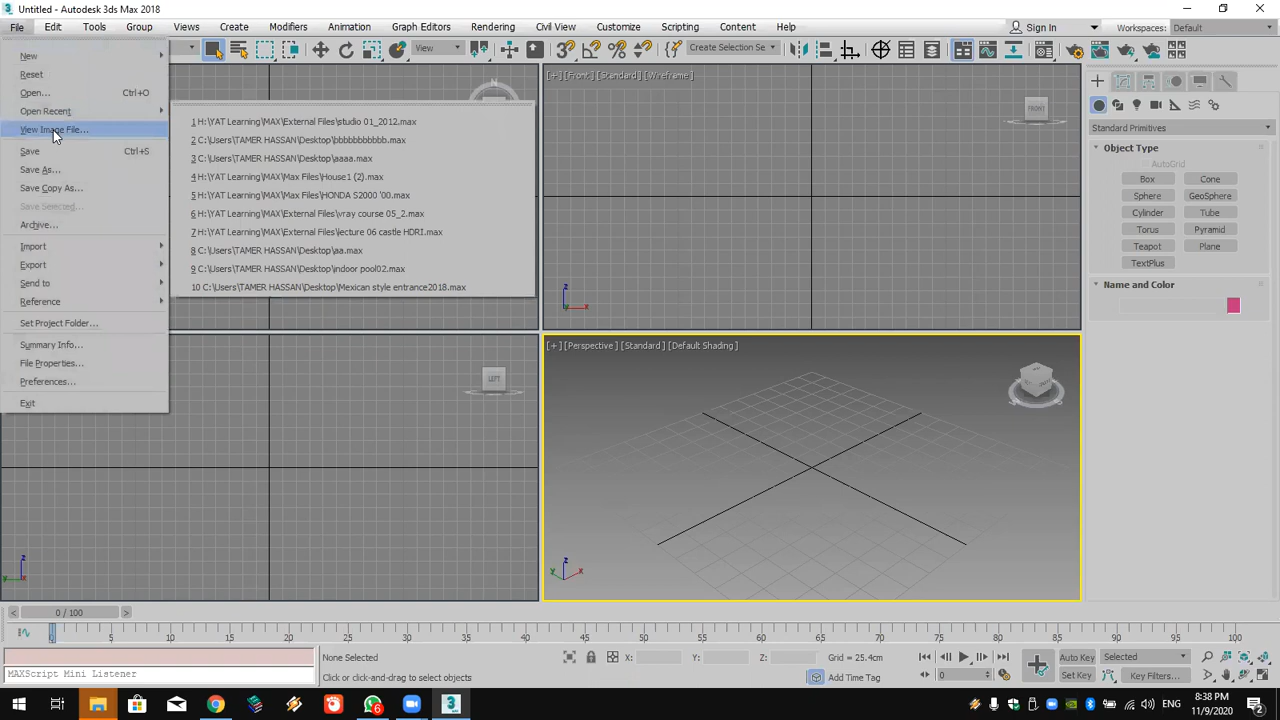 Untitled - Autodesk 3ds Max 2018
File Edit Tools Group Views Create Modifiers Animation Graph Editors Rendering Civil View Customize Scripting Content Help Sign In Workspaces: Default
View Create Selection Se
New
Reset
Open... Ctrl+O
Open Recent
View Image File...
Save Ctrl+S
Save As...
Save Copy As...
Save Selected...
Archive...
Import
Export
Send to
Reference
Set Project Folder...
Summary Info...
File Properties...
Preferences...
Exit
1 H:\YAT Learning\MAX\External Files\studio 01_2012.max
2 C:\Users\TAMER HASSAN\Desktop\bbbbbbbbbbb.max
3 C:\Users\TAMER HASSAN\Desktop\aaaa.max
4 H:\YAT Learning\MAX\Max Files\House1 (2).max
5 H:\YAT Learning\MAX\Max Files\HONDA S2000 '00.max
6 H:\YAT Learning\MAX\External Files\vray course 05_2.max
7 H:\YAT Learning\MAX\External Files\lecture 06 castle HDRI.max
8 C:\Users\TAMER HASSAN\Desktop\aa.max
9 C:\Users\TAMER HASSAN\Desktop\indoor pool02.max
10 C:\Users\TAMER HASSAN\Desktop\Mexican style entrance2018.max
N
[+] [Front] [Standard] [Wireframe]
FRONT
z
x
y
LEFT
z
y
x
[+] [Perspective] [Standard] [Default Shading]
z
y
x
Standard Primitives
Object Type
AutoGrid
Box Cone
Sphere GeoSphere
Cylinder Tube
Torus Pyramid
Teapot Plane
TextPlus
Name and Color
< 0 / 100 >
0 5 10 15 20 25 30 35 40 45 50 55 60 65 70 75 80 85 90 95 100
MAXScript Mini Listener
None Selected
Click or click-and-drag to select objects
X: Y: Z: Grid = 25.4cm
Add Time Tag
0
Auto Key Selected
Set Key Key Filters...
6
3
ENG
8:38 PM
11/9/2020